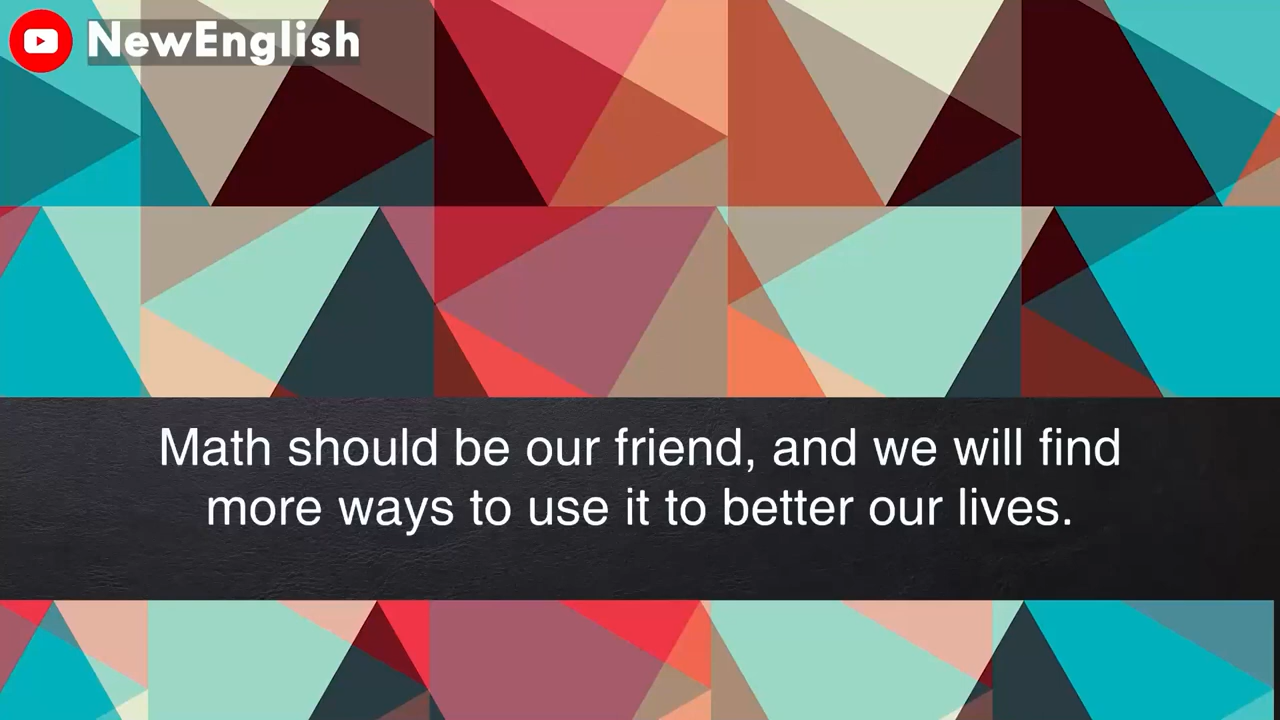 NewEnglish
Math should be our friend, and we will find
more ways to use it to better our lives.